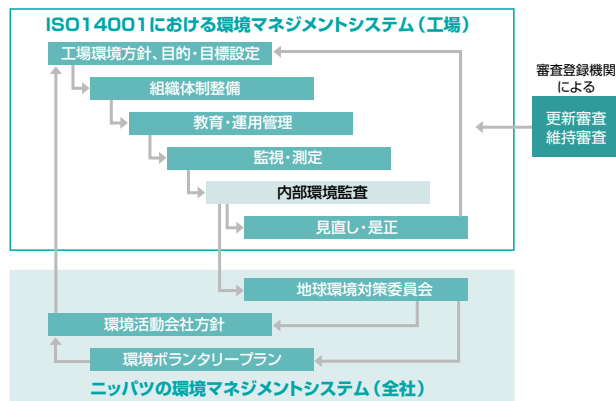 ISO14001における環境マネジメントシステム（工場）
工場環境方針、目的・目標設定
組織体制整備
教育・運用管理
監視・測定
内部環境監査
見直し・是正
審査登録機関
による
更新審査
維持審査
地球環境対策委員会
環境活動会社方針
環境ボランタリープラン
ニッパツの環境マネジメントシステム（全社）